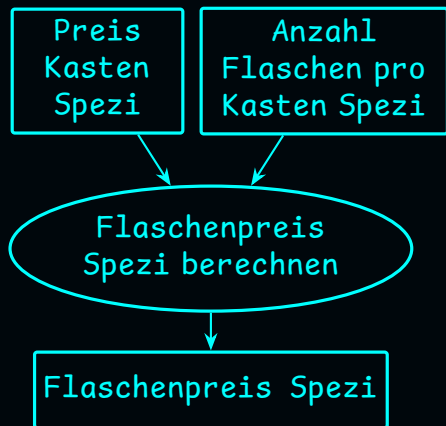 Preis
Kasten
Spezi
Anzahl
Flaschen pro
Kasten Spezi
Flaschenpreis
Spezi berechnen
Flaschenpreis Spezi